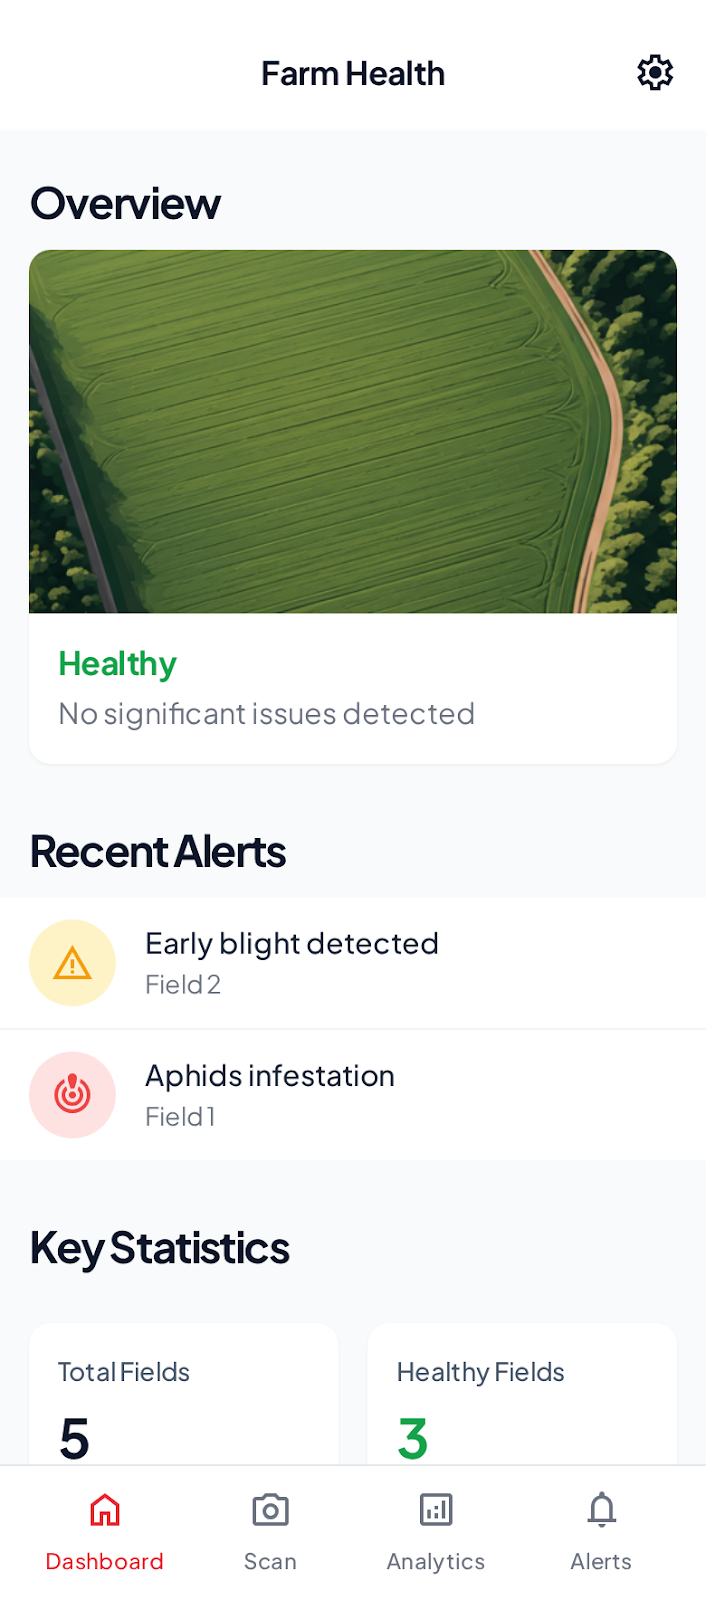 Farm Health
Overview
Healthy
No significant issues detected
Recent Alerts
Early blight detected
Field 2
Aphids infestation
Field 1
Key Statistics
Total Fields
Healthy Fields
5
3
Dashboard
Scan
Analytics
Alerts